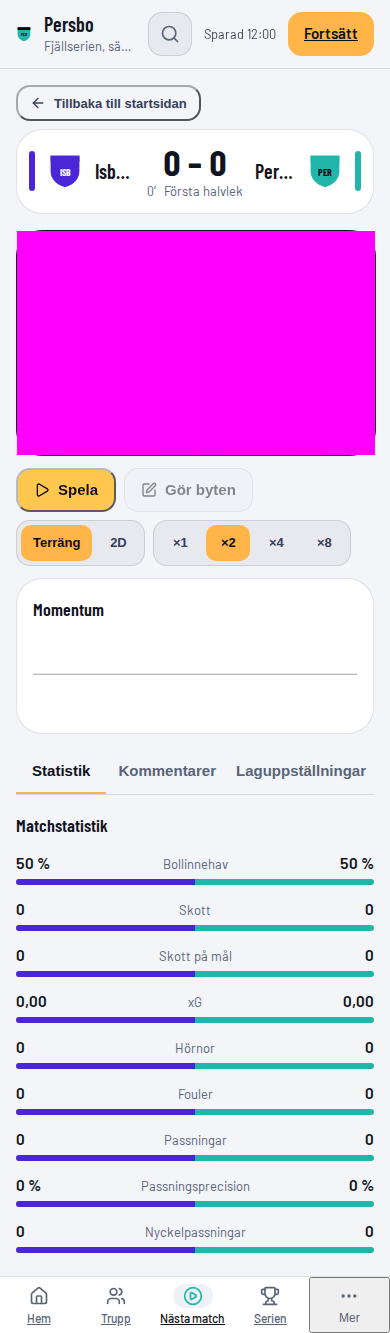 Persbo
Fjällserien, sä...
Sparad 12:00
Fortsätt
Tillbaka till startsidan
ISB
Isb...
0 – 0
0′ Första halvlek
Per...
PER
Spela
Gör byten
Terräng
2D
×1
×2
×4
×8
Momentum
Statistik
Kommentarer
Laguppställningar
Matchstatistik
50 % Bollinnehav 50 %
0 Skott 0
0 Skott på mål 0
0,00 xG 0,00
0 Hörnor 0
0 Fouler 0
0 Passningar 0
0 % Passningsprecision 0 %
0 Nyckelpassningar 0
Hem
Trupp
Nästa match
Serien
Mer